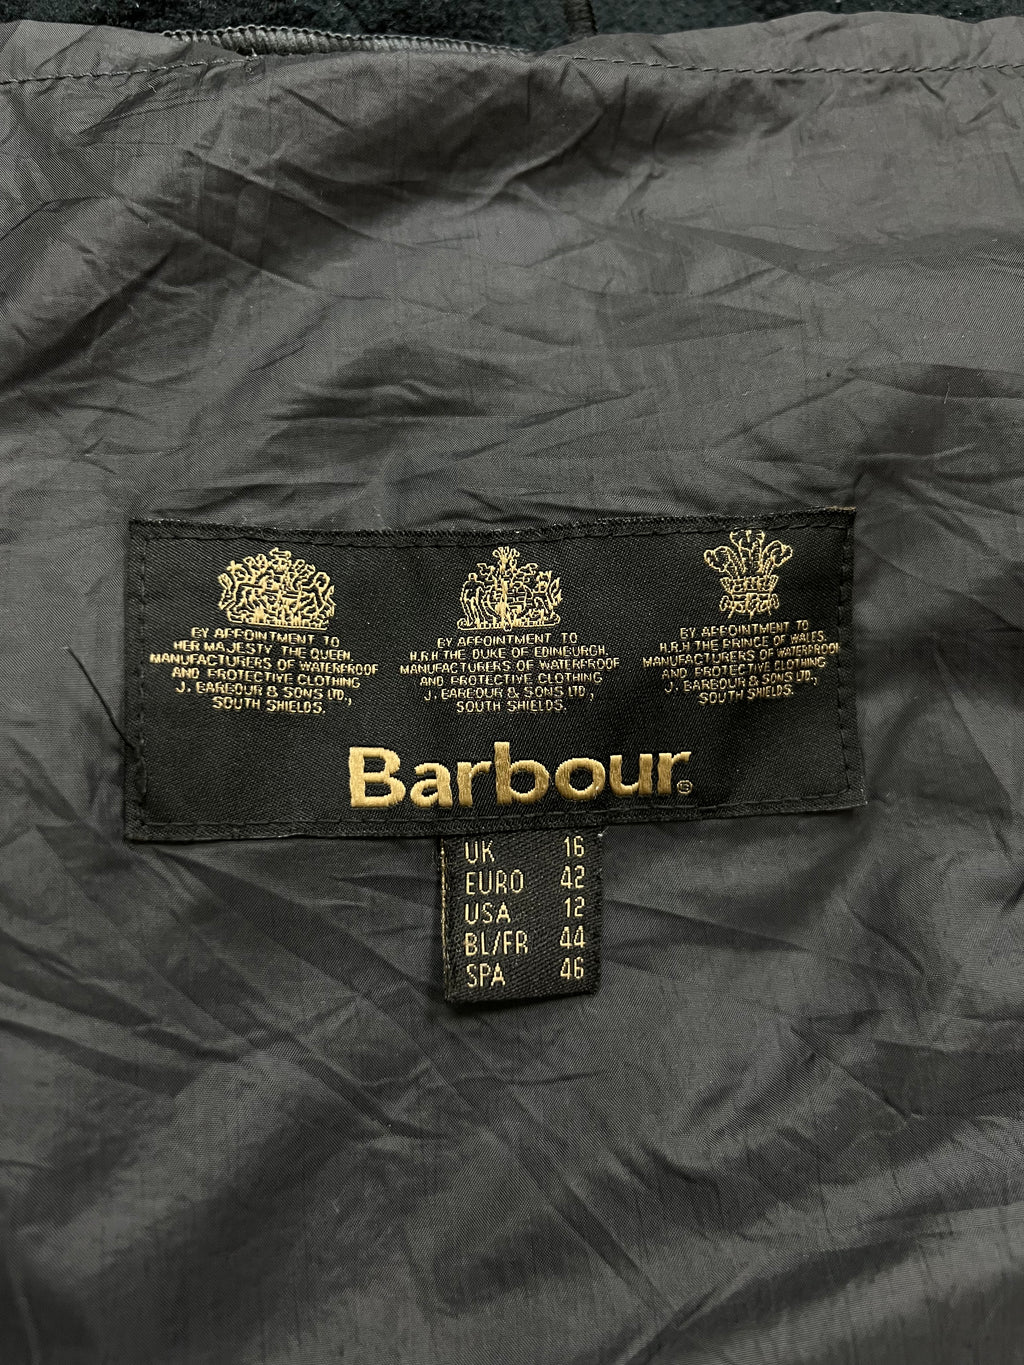 BY APPOINTMENT TO
HER MAJESTY THE QUEEN,
MANUFACTURERS OF WATERPROOF
AND PROTECTIVE CLOTHING
J. BARBOUR & SONS LTD.,
SOUTH SHIELDS.
BY APPOINTMENT TO
H.R.H THE DUKE OF EDINBURGH,
MANUFACTURERS OF WATERPROOF
AND PROTECTIVE CLOTHING
J. BARBOUR & SONS LTD.,
SOUTH SHIELDS.
BY APPOINTMENT TO
H.R.H THE PRINCE OF WALES,
MANUFACTURERS OF WATERPROOF
AND PROTECTIVE CLOTHING
J. BARBOUR & SONS LTD.,
SOUTH SHIELDS.
Barbour®
UK 16
EURO 42
USA 12
BL/FR 44
SPA 46